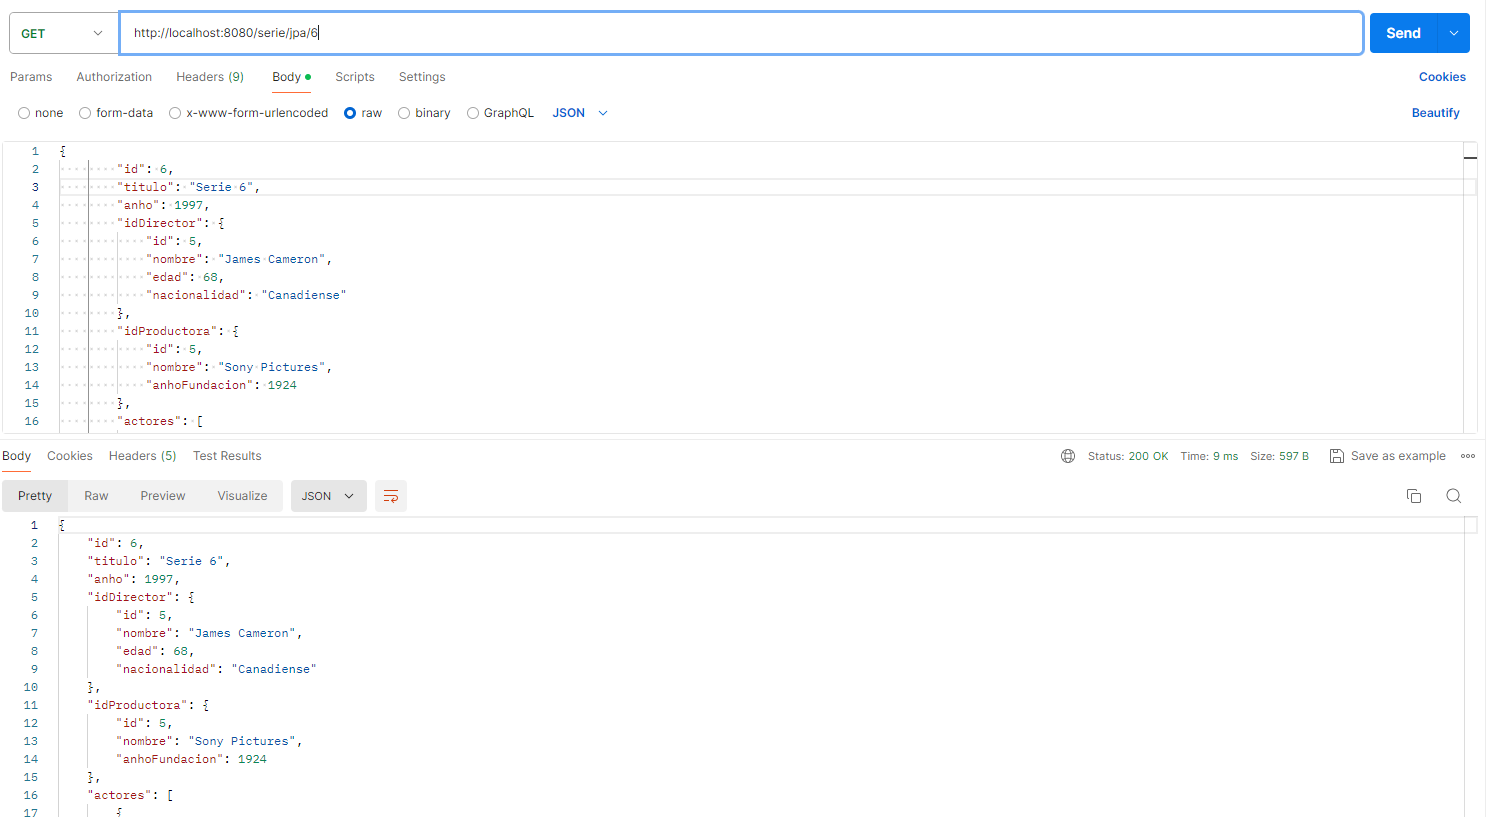 GET http://localhost:8080/serie/jpa/6 Send
Params Authorization Headers (9) Body Scripts Settings Cookies
none form-data x-www-form-urlencoded raw binary GraphQL JSON Beautify
1 {
2 "id": 6,
3 "titulo": "Serie 6",
4 "anho": 1997,
5 "idDirector": {
6 "id": 5,
7 "nombre": "James Cameron",
8 "edad": 68,
9 "nacionalidad": "Canadiense"
10 },
11 "idProductora": {
12 "id": 5,
13 "nombre": "Sony Pictures",
14 "anhoFundacion": 1924
15 },
16 "actores": [
Body Cookies Headers (5) Test Results Status: 200 OK Time: 9 ms Size: 597 B Save as example
Pretty Raw Preview Visualize JSON
1 {
2 "id": 6,
3 "titulo": "Serie 6",
4 "anho": 1997,
5 "idDirector": {
6 "id": 5,
7 "nombre": "James Cameron",
8 "edad": 68,
9 "nacionalidad": "Canadiense"
10 },
11 "idProductora": {
12 "id": 5,
13 "nombre": "Sony Pictures",
14 "anhoFundacion": 1924
15 },
16 "actores": [
17 {